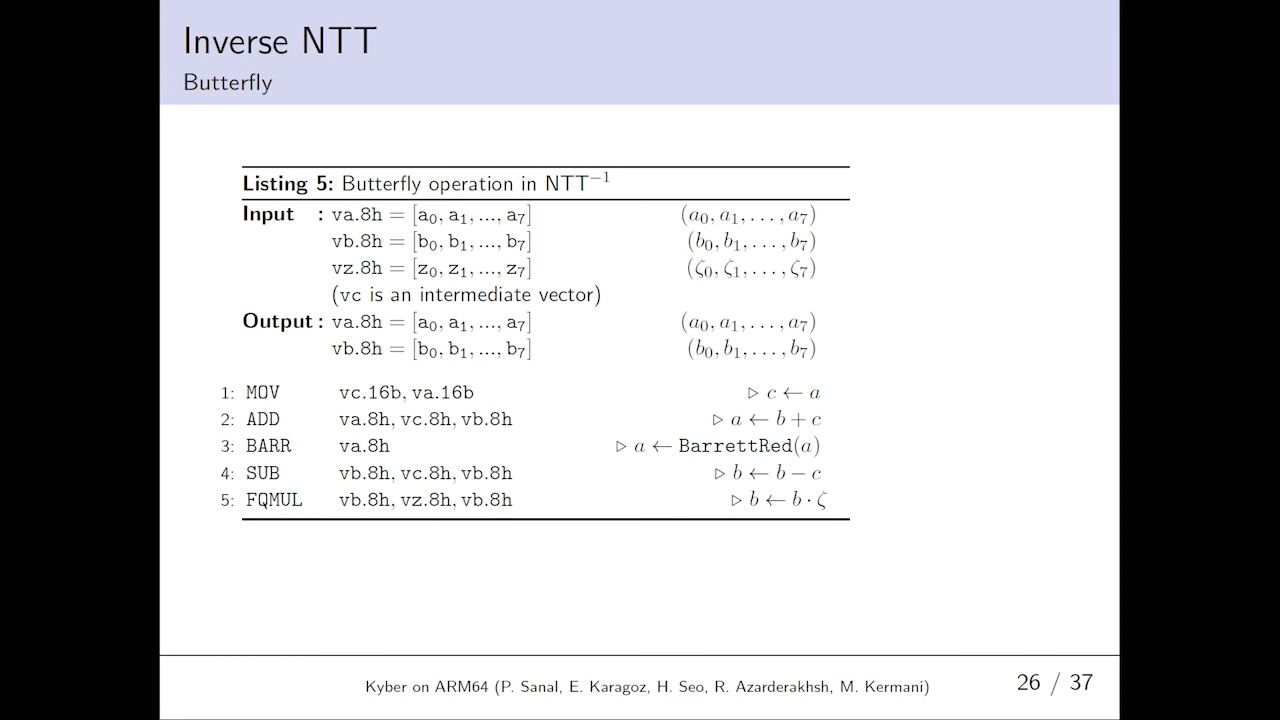 Inverse NTT
Butterfly
Listing 5: Butterfly operation in NTT⁻¹
Input : va.8h = [a₀, a₁, ..., a₇] (a₀, a₁, . . . , a₇)
vb.8h = [b₀, b₁, ..., b₇] (b₀, b₁, . . . , b₇)
vz.8h = [z₀, z₁, ..., z₇] (ζ₀, ζ₁, . . . , ζ₇)
(vc is an intermediate vector)
Output : va.8h = [a₀, a₁, ..., a₇] (a₀, a₁, . . . , a₇)
vb.8h = [b₀, b₁, ..., b₇] (b₀, b₁, . . . , b₇)
1: MOV vc.16b, va.16b ▷ c ← a
2: ADD va.8h, vc.8h, vb.8h ▷ a ← b + c
3: BARR va.8h ▷ a ← BarrettRed(a)
4: SUB vb.8h, vc.8h, vb.8h ▷ b ← b − c
5: FQMUL vb.8h, vz.8h, vb.8h ▷ b ← b · ζ
Kyber on ARM64 (P. Sanal, E. Karagoz, H. Seo, R. Azarderakhsh, M. Kermani) 26 / 37